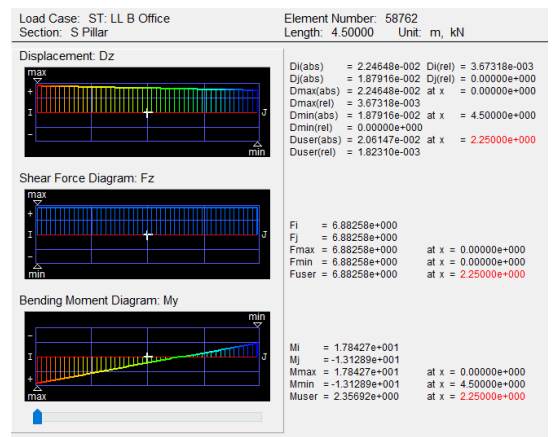 Load Case: ST: LL B Office
Section: S Pillar
Element Number: 58762
Length: 4.50000 Unit: m, kN
Displacement: Dz
max
+
I
J
-
min
Di(abs) = 2.24648e-002 Di(rel) = 3.67318e-003
Dj(abs) = 1.87916e-002 Dj(rel) = 0.00000e+000
Dmax(abs) = 2.24648e-002 at x = 0.00000e+000
Dmax(rel) = 3.67318e-003
Dmin(abs) = 1.87916e-002 at x = 4.50000e+000
Dmin(rel) = 0.00000e+000
Duser(abs) = 2.06147e-002 at x = 2.25000e+000
Duser(rel) = 1.82310e-003
Shear Force Diagram: Fz
max
+
I
J
-
min
Fi = 6.88258e+000
Fj = 6.88258e+000
Fmax = 6.88258e+000 at x = 0.00000e+000
Fmin = 6.88258e+000 at x = 0.00000e+000
Fuser = 6.88258e+000 at x = 2.25000e+000
Bending Moment Diagram: My
min
-
I
J
+
max
Mi = 1.78427e+001
Mj =-1.31289e+001
Mmax = 1.78427e+001 at x = 0.00000e+000
Mmin =-1.31289e+001 at x = 4.50000e+000
Muser = 2.35692e+000 at x = 2.25000e+000